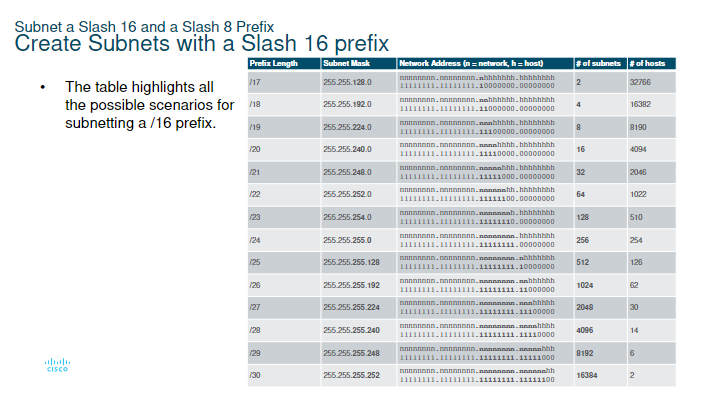 Subnet a Slash 16 and a Slash 8 Prefix
Create Subnets with a Slash 16 prefix
• The table highlights all
the possible scenarios for
subnetting a /16 prefix.
Prefix Length Subnet Mask Network Address (n = network, h = host) # of subnets # of hosts
/17 255.255.128.0 nnnnnnnn.nnnnnnnn.nhhhhhhh.hhhhhhhh 2 32766
11111111.11111111.10000000.00000000
/18 255.255.192.0 nnnnnnnn.nnnnnnnn.nnhhhhhh.hhhhhhhh 4 16382
11111111.11111111.11000000.00000000
/19 255.255.224.0 nnnnnnnn.nnnnnnnn.nnnhhhhh.hhhhhhhh 8 8190
11111111.11111111.11100000.00000000
/20 255.255.240.0 nnnnnnnn.nnnnnnnn.nnnnhhhh.hhhhhhhh 16 4094
11111111.11111111.11110000.00000000
/21 255.255.248.0 nnnnnnnn.nnnnnnnn.nnnnnhhh.hhhhhhhh 32 2046
11111111.11111111.11111000.00000000
/22 255.255.252.0 nnnnnnnn.nnnnnnnn.nnnnnnhh.hhhhhhhh 64 1022
11111111.11111111.11111100.00000000
/23 255.255.254.0 nnnnnnnn.nnnnnnnn.nnnnnnnh.hhhhhhhh 128 510
11111111.11111111.11111110.00000000
/24 255.255.255.0 nnnnnnnn.nnnnnnnn.nnnnnnnn.hhhhhhhh 256 254
11111111.11111111.11111111.00000000
/25 255.255.255.128 nnnnnnnn.nnnnnnnn.nnnnnnnn.nhhhhhhh 512 126
11111111.11111111.11111111.10000000
/26 255.255.255.192 nnnnnnnn.nnnnnnnn.nnnnnnnn.nnhhhhhh 1024 62
11111111.11111111.11111111.11000000
/27 255.255.255.224 nnnnnnnn.nnnnnnnn.nnnnnnnn.nnnhhhhh 2048 30
11111111.11111111.11111111.11100000
/28 255.255.255.240 nnnnnnnn.nnnnnnnn.nnnnnnnn.nnnnhhhh 4096 14
11111111.11111111.11111111.11110000
/29 255.255.255.248 nnnnnnnn.nnnnnnnn.nnnnnnnn.nnnnnhhh 8192 6
11111111.11111111.11111111.11111000
/30 255.255.255.252 nnnnnnnn.nnnnnnnn.nnnnnnnn.nnnnnnhh 16384 2
11111111.11111111.11111111.11111100
CISCO